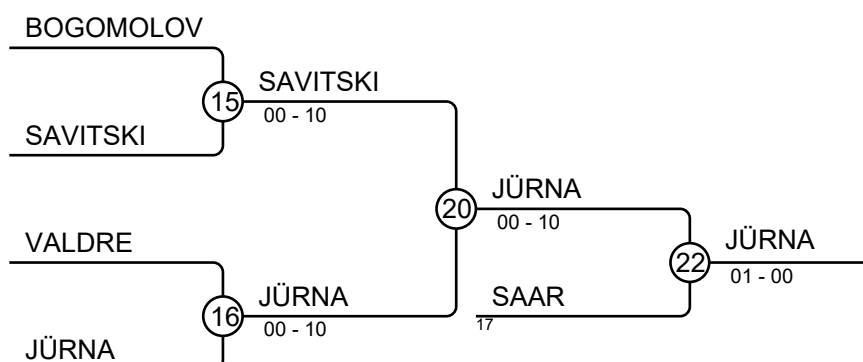 BOGOMOLOV
15
SAVITSKI
00 - 10
SAVITSKI
20
JÜRNA
00 - 10
VALDRE
22
JÜRNA
01 - 00
16
JÜRNA
00 - 10
SAAR
17
JÜRNA